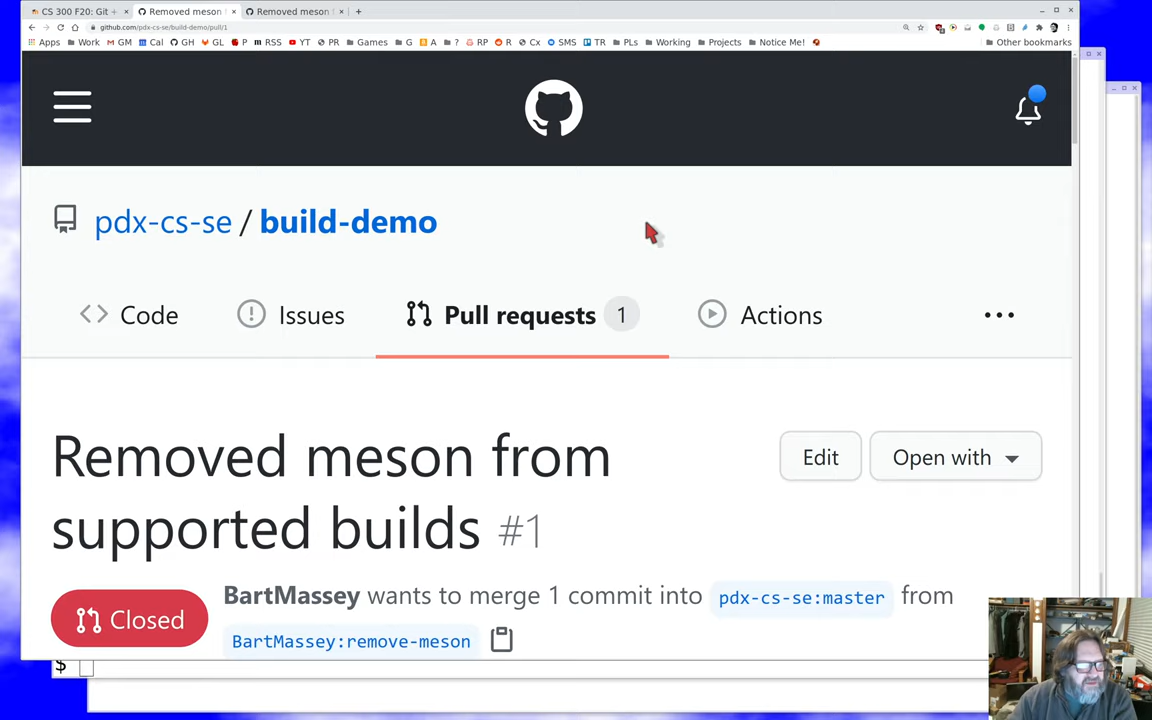 CS 300 F20: Git
Removed meson
Removed meson
github.com/pdx-cs-se/build-demo/pull/1
Apps Work GM Cal GH GL P RSS YT PR Games G A ? RP R Cx SMS TR PLs Working Projects Notice Me! Other bookmarks
pdx-cs-se / build-demo
Code Issues Pull requests 1 Actions
Removed meson from
supported builds #1
Edit
Open with
Closed
BartMassey wants to merge 1 commit into pdx-cs-se:master from
BartMassey:remove-meson
$